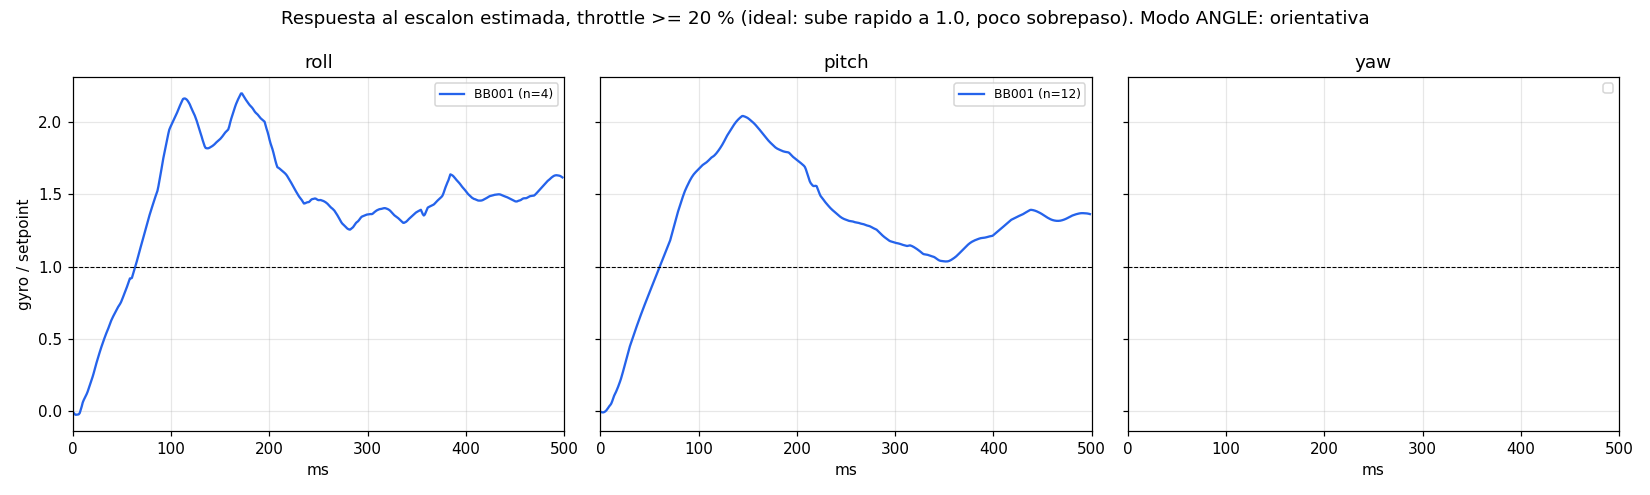 Respuesta al escalon estimada, throttle >= 20 % (ideal: sube rapido a 1.0, poco sobrepaso). Modo ANGLE: orientativa
roll
pitch
yaw
BB001 (n=4)
BB001 (n=12)
gyro / setpoint
2.0
1.5
1.0
0.5
0.0
0 100 200 300 400 500
0 100 200 300 400 500
0 100 200 300 400 500
ms
ms
ms